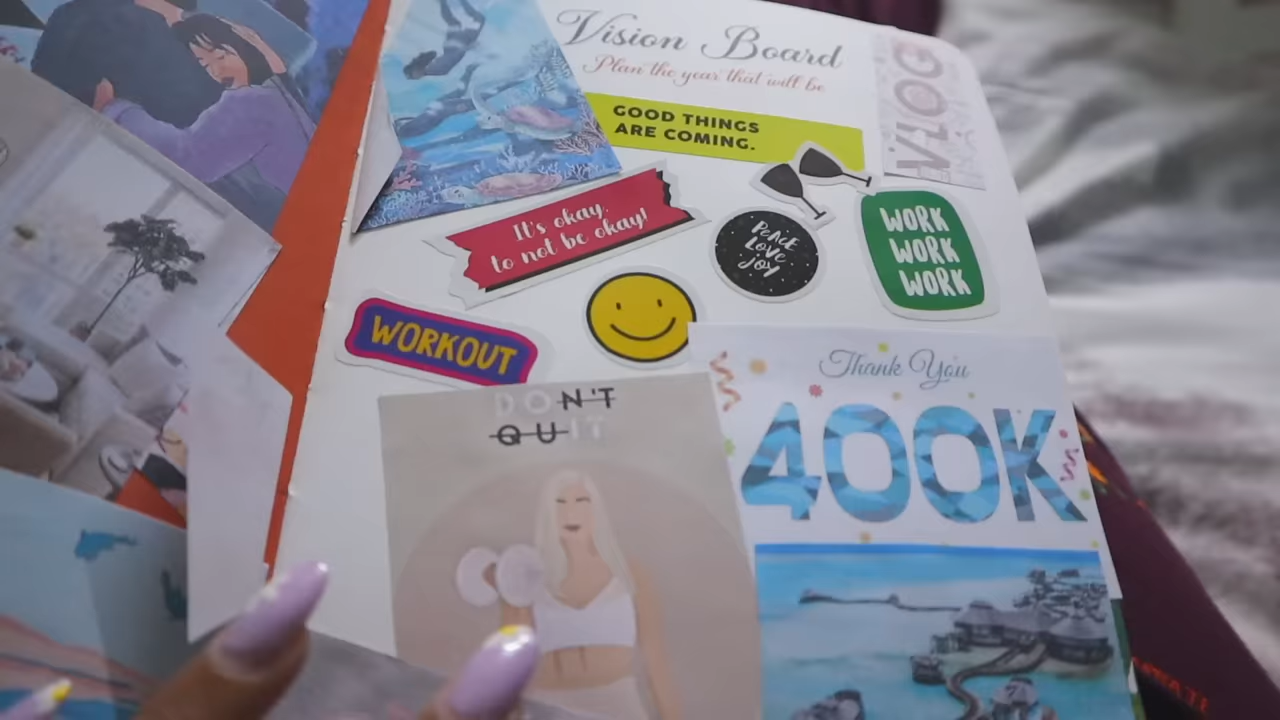 Vision Board
Plan the year that will be
VLOG
GOOD THINGS
ARE COMING.
It's okay,
to not be okay!
PEACE
LOVE
JOY
WORK
WORK
WORK
WORKOUT
DON'T
QUIT
Thank You
400K